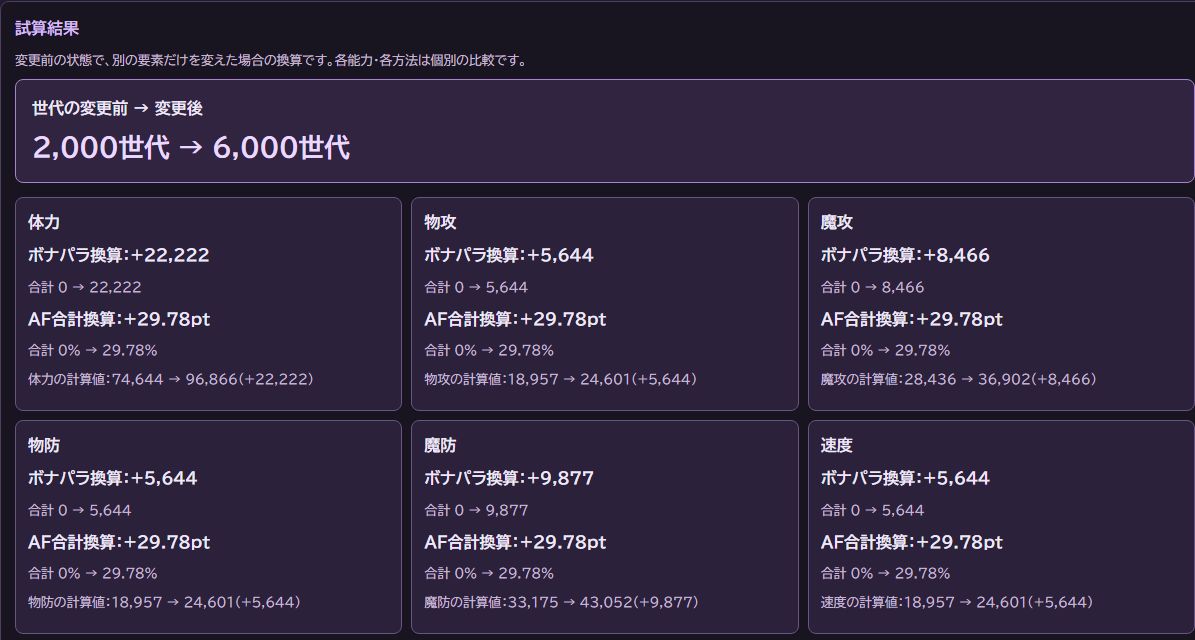 試算結果
変更前の状態で、別の要素だけを変えた場合の換算です。各能力・各方法は個別の比較です。
世代の変更前 → 変更後
2,000世代 → 6,000世代
体力
ボナパラ換算：+22,222
合計 0 → 22,222
AF合計換算：+29.78pt
合計 0% → 29.78%
体力の計算値：74,644 → 96,866（+22,222）
物攻
ボナパラ換算：+5,644
合計 0 → 5,644
AF合計換算：+29.78pt
合計 0% → 29.78%
物攻の計算値：18,957 → 24,601（+5,644）
魔攻
ボナパラ換算：+8,466
合計 0 → 8,466
AF合計換算：+29.78pt
合計 0% → 29.78%
魔攻の計算値：28,436 → 36,902（+8,466）
物防
ボナパラ換算：+5,644
合計 0 → 5,644
AF合計換算：+29.78pt
合計 0% → 29.78%
物防の計算値：18,957 → 24,601（+5,644）
魔防
ボナパラ換算：+9,877
合計 0 → 9,877
AF合計換算：+29.78pt
合計 0% → 29.78%
魔防の計算値：33,175 → 43,052（+9,877）
速度
ボナパラ換算：+5,644
合計 0 → 5,644
AF合計換算：+29.78pt
合計 0% → 29.78%
速度の計算値：18,957 → 24,601（+5,644）